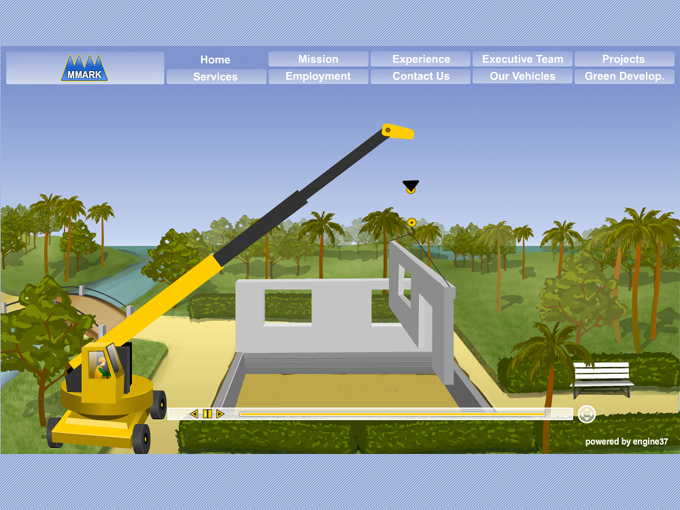 MMARK
Home Mission Experience Executive Team Projects
Services Employment Contact Us Our Vehicles Green Develop.
powered by engine37